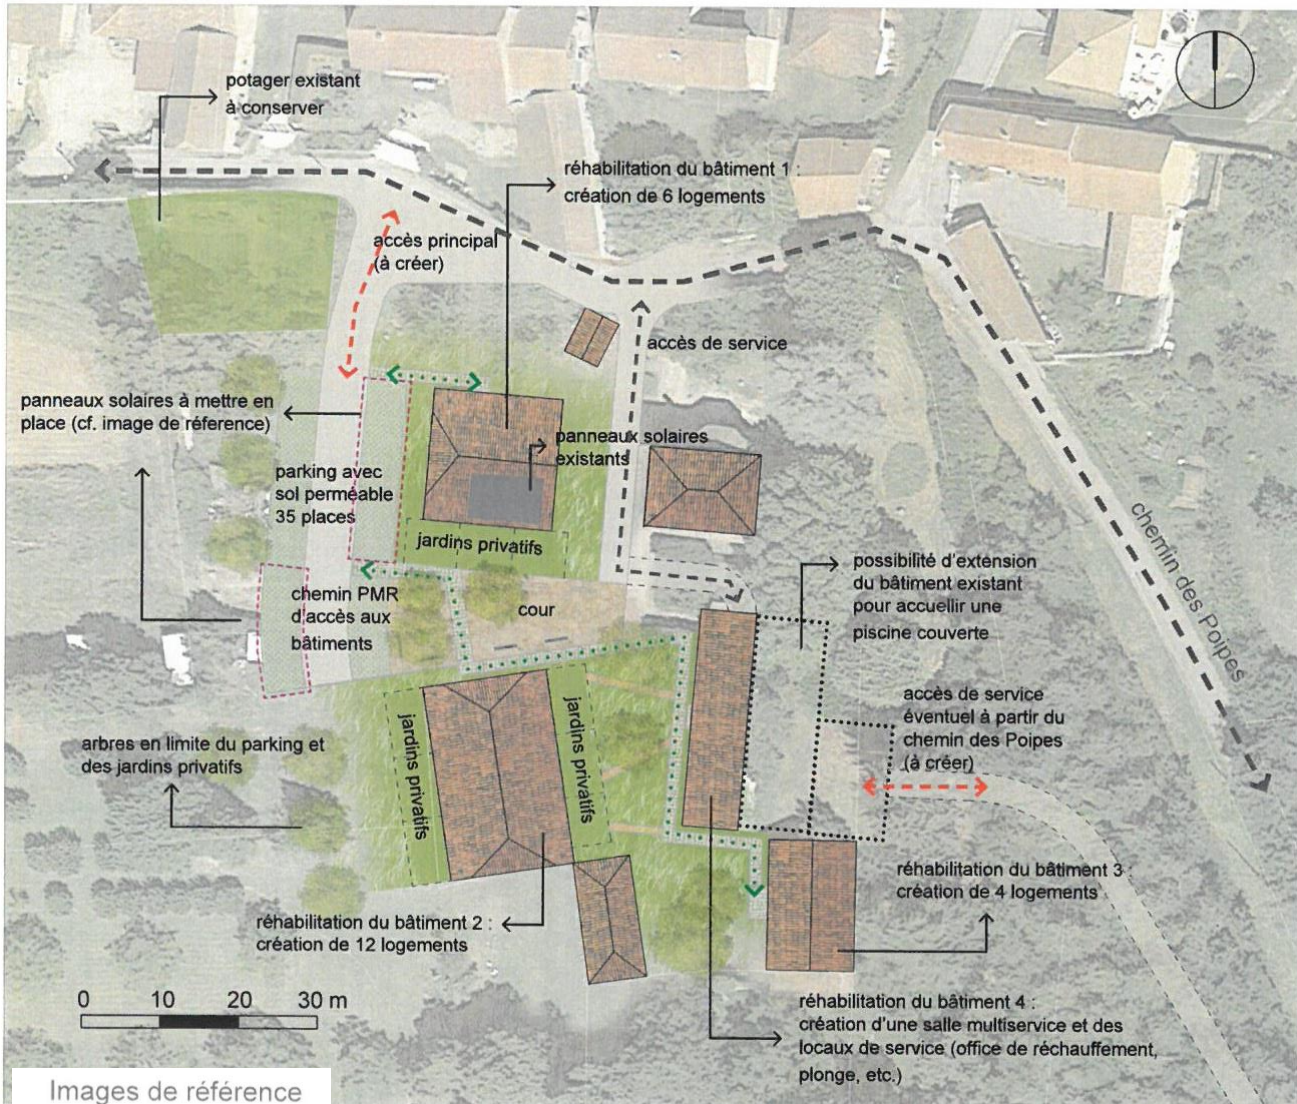 potager existant
à conserver
réhabilitation du bâtiment 1 :
création de 6 logements
accès principal
(à créer)
accès de service
panneaux solaires à mettre en
place (cf. image de réference)
panneaux solaires
existants
parking avec
sol perméable
35 places
jardins privatifs
chemin PMR
d'accès aux
bâtiments
cour
possibilité d'extension
du bâtiment existant
pour accuellir une
piscine couverte
chemin des Poipes
accès de service
éventuel à partir du
chemin des Poipes
(à créer)
jardins privatifs
jardins privatifs
arbres en limite du parking et
des jardins privatifs
réhabilitation du bâtiment 3 :
création de 4 logements
réhabilitation du bâtiment 2 :
création de 12 logements
0 10 20 30 m
réhabilitation du bâtiment 4 :
création d'une salle multiservice et des
locaux de service (office de réchauffement,
plonge, etc.)
Images de référence